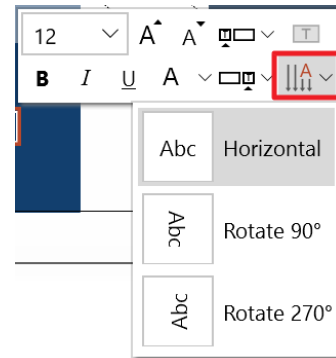 12 A A T T
B I U A T A
Abc Horizontal
Abc Rotate 90°
Abc Rotate 270°